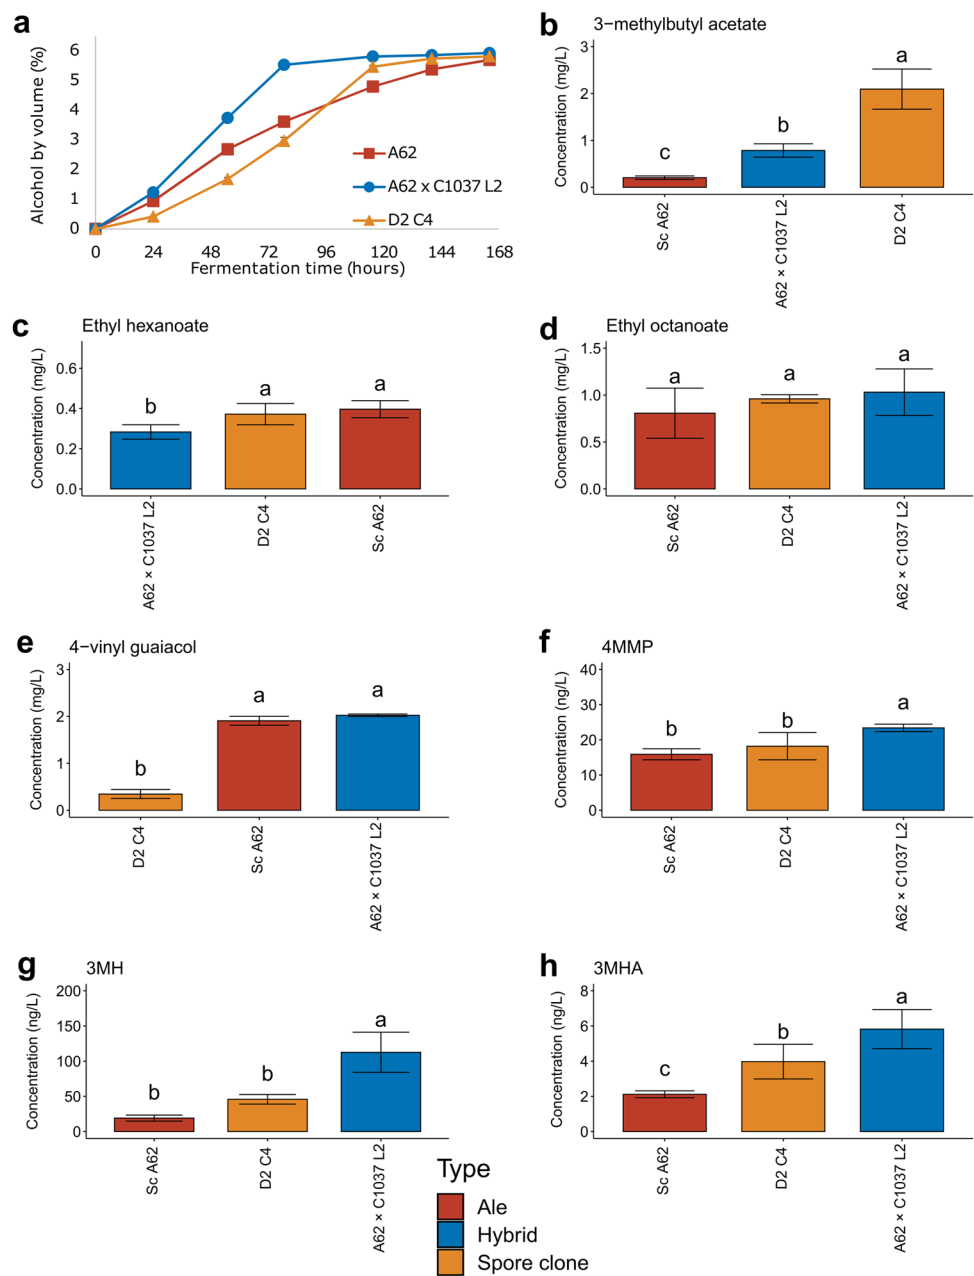 a
Alcohol by volume (%)
6
5
4
3
2
1
0
0 24 48 72 96 120 144 168
Fermentation time (hours)
A62
A62 x C1037 L2
D2 C4
b
3−methylbutyl acetate
Concentration (mg/L)
3
2
1
0
c
b
a
Sc A62
A62 × C1037 L2
D2 C4
c
Ethyl hexanoate
Concentration (mg/L)
0.6
0.4
0.2
0.0
b
a
a
A62 × C1037 L2
D2 C4
Sc A62
d
Ethyl octanoate
Concentration (mg/L)
1.5
1.0
0.5
0.0
a
a
a
Sc A62
D2 C4
A62 × C1037 L2
e
4−vinyl guaiacol
Concentration (mg/L)
3
2
1
0
b
a
a
D2 C4
Sc A62
A62 × C1037 L2
f
4MMP
Concentration (ng/L)
40
30
20
10
0
b
b
a
Sc A62
D2 C4
A62 × C1037 L2
g
3MH
Concentration (ng/L)
200
150
100
50
0
b
b
a
Sc A62
D2 C4
A62 × C1037 L2
h
3MHA
Concentration (ng/L)
8
6
4
2
0
c
b
a
Sc A62
D2 C4
A62 × C1037 L2
Type
Ale
Hybrid
Spore clone